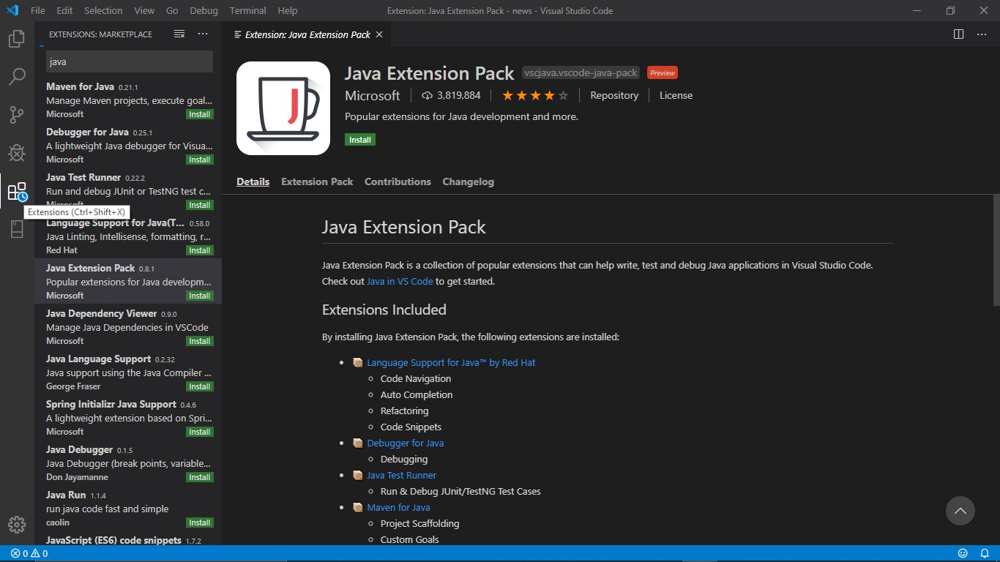 File Edit Selection View Go Debug Terminal Help
Extension: Java Extension Pack - news - Visual Studio Code
EXTENSIONS: MARKETPLACE
java
Maven for Java 0.21.1
Manage Maven projects, execute goal...
Microsoft Install
Debugger for Java 0.25.1
A lightweight Java debugger for Visua...
Microsoft Install
Java Test Runner 0.22.2
Run and debug JUnit or TestNG test c...
Microsoft Install
Extensions (Ctrl+Shift+X)
Language Support for Java(T... 0.58.0
Java Linting, Intellisense, formatting, r...
Red Hat Install
Java Extension Pack 0.8.1
Popular extensions for Java developm...
Microsoft Install
Java Dependency Viewer 0.9.0
Manage Java Dependencies in VSCode
Microsoft Install
Java Language Support 0.2.32
Java support using the Java Compiler ...
George Fraser Install
Spring Initializr Java Support 0.4.6
A lightweight extension based on Spri...
Microsoft Install
Java Debugger 0.1.5
Java Debugger (break points, variable...
Don Jayamanne Install
Java Run 1.1.4
run java code fast and simple
caolin Install
JavaScript (ES6) code snippets 1.7.2
Extension: Java Extension Pack
J
Java Extension Pack vscjava.vscode-java-pack Preview
Microsoft 3,819,884 Repository License
Popular extensions for Java development and more.
Install
Details Extension Pack Contributions Changelog
Java Extension Pack
Java Extension Pack is a collection of popular extensions that can help write, test and debug Java applications in Visual Studio Code.
Check out Java in VS Code to get started.
Extensions Included
By installing Java Extension Pack, the following extensions are installed:
• Language Support for Java™ by Red Hat
◦ Code Navigation
◦ Auto Completion
◦ Refactoring
◦ Code Snippets
• Debugger for Java
◦ Debugging
• Java Test Runner
◦ Run & Debug JUnit/TestNG Test Cases
• Maven for Java
◦ Project Scaffolding
◦ Custom Goals
0 0